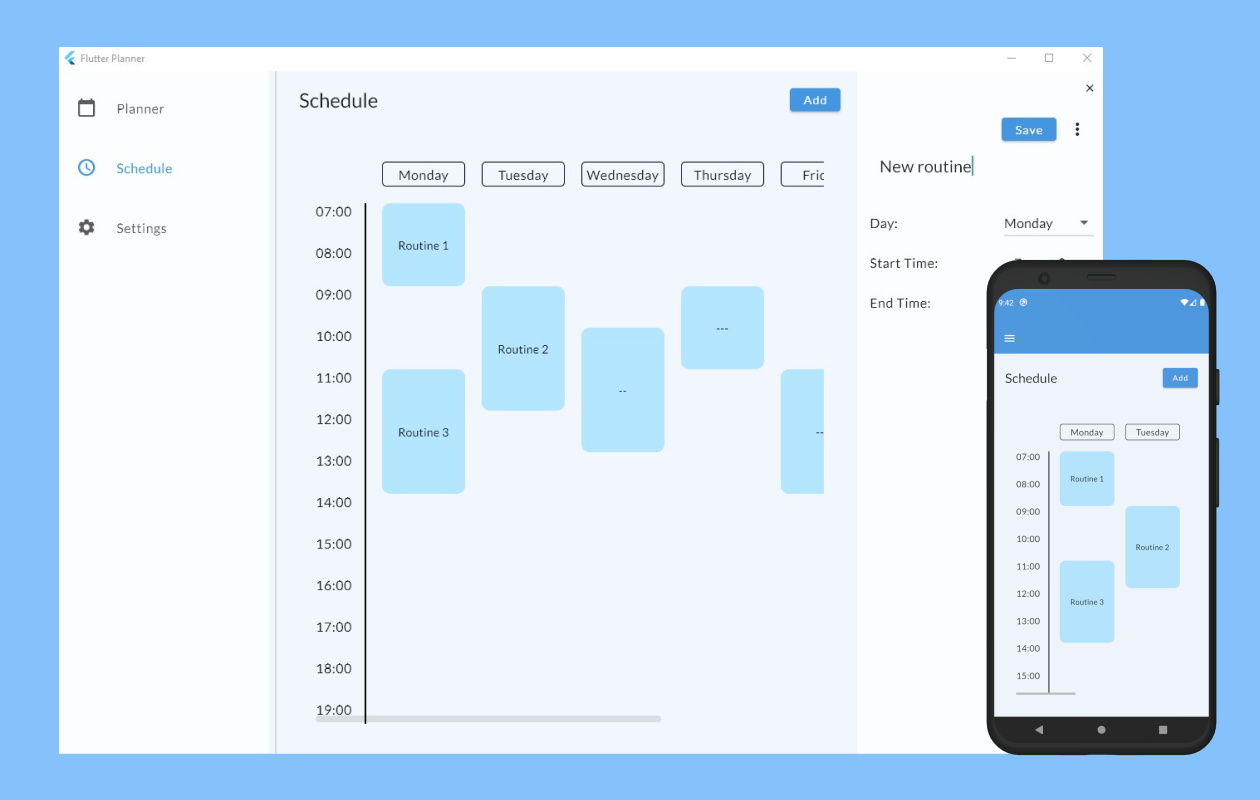 Flutter Planner
Planner
Schedule
Settings
Schedule
Add
Monday Tuesday Wednesday Thursday
07:00
08:00
09:00
10:00
11:00
12:00
13:00
14:00
15:00
16:00
17:00
18:00
19:00
Routine 1
Routine 2
Routine 3
--
---
--
Save
New routine
Day: Monday
Start Time:
End Time:
9:42
Schedule
Add
Monday Tuesday
07:00
08:00
09:00
10:00
11:00
12:00
13:00
14:00
15:00
Routine 1
Routine 2
Routine 3